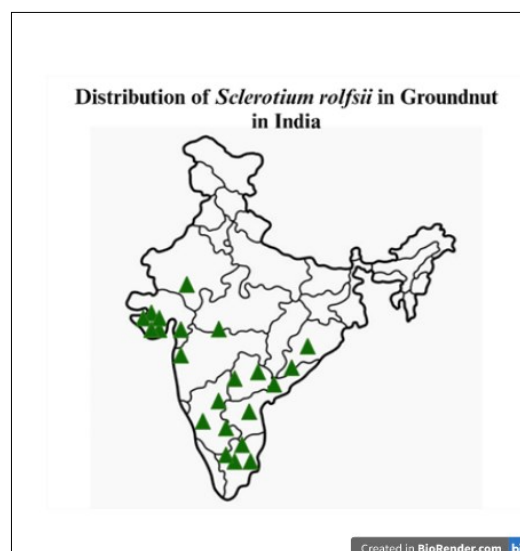 Distribution of Sclerotium rolfsii in Groundnut
in India
Created in BioRender.com